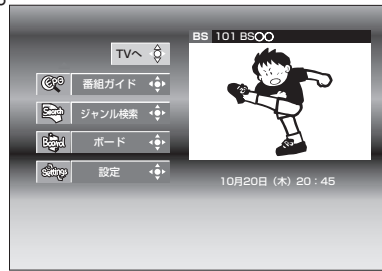 BS 101 BS〇〇
TVへ
EPG 番組ガイド
Search ジャンル検索
Board ボード
Settings 設定
10月20日（木）20：45